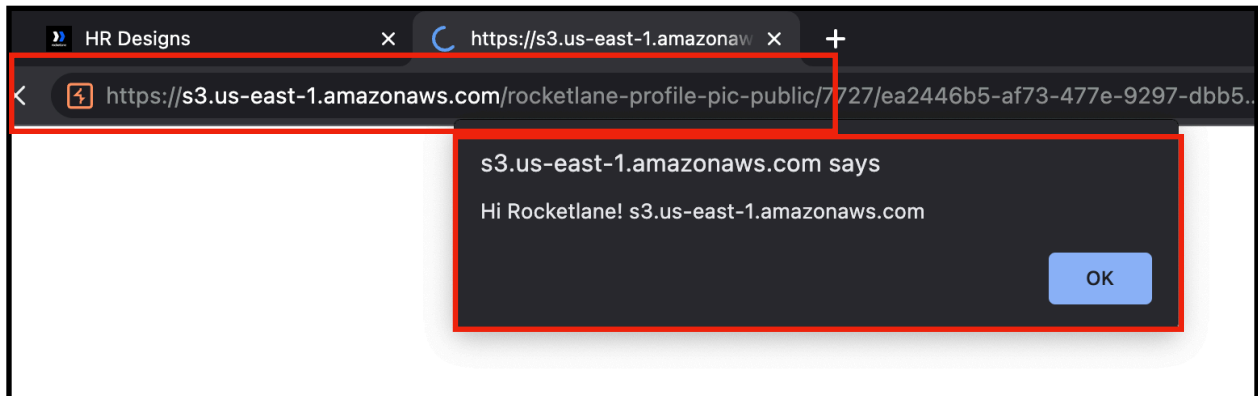 HR Designs
https://s3.us-east-1.amazonaw
https://s3.us-east-1.amazonaws.com/rocketlane-profile-pic-public/7727/ea2446b5-af73-477e-9297-dbb5...
s3.us-east-1.amazonaws.com says
Hi Rocketlane! s3.us-east-1.amazonaws.com
OK